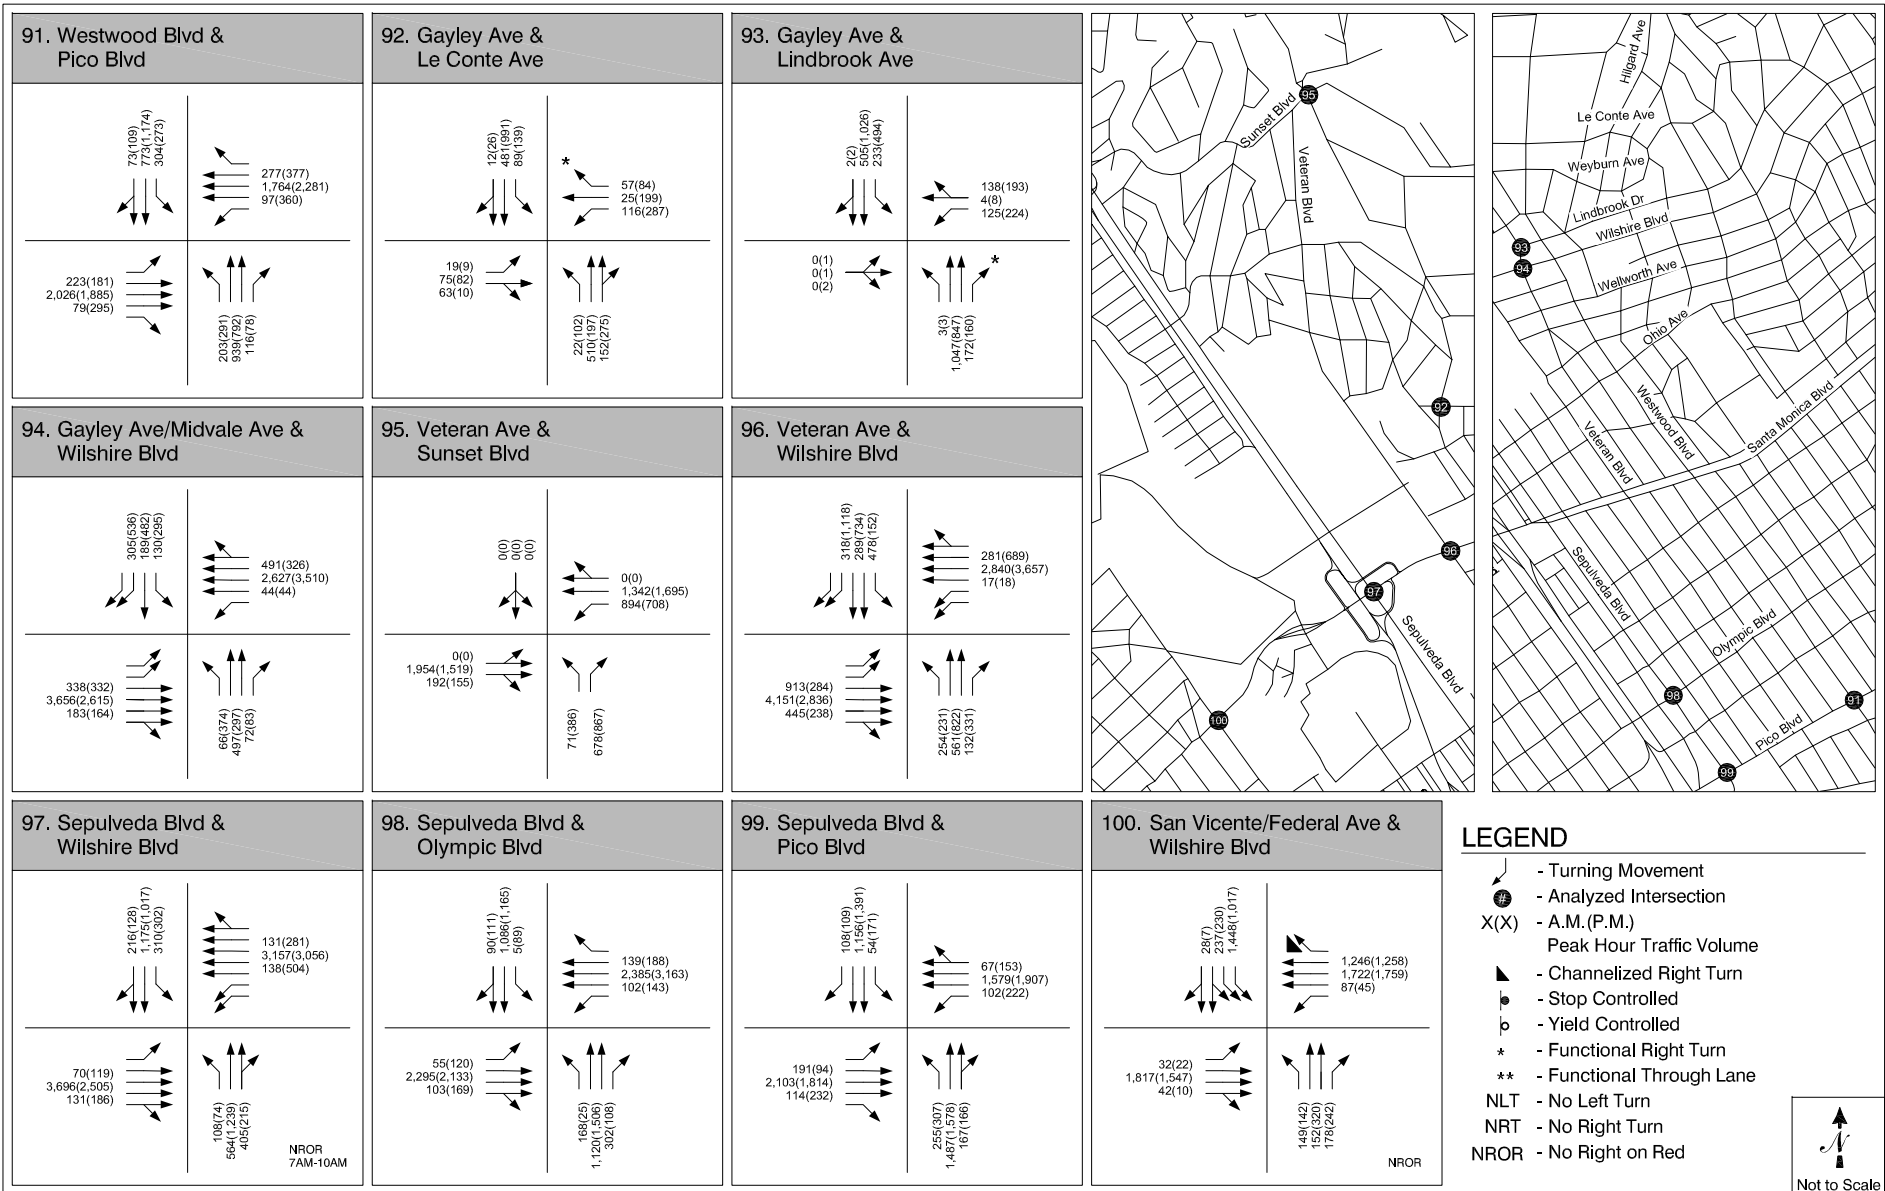 91. Westwood Blvd &
Pico Blvd
73(109)
773(1,174)
304(273)
277(377)
1,764(2,281)
97(360)
223(181)
2,026(1,885)
79(295)
203(291)
939(792)
116(78)
92. Gayley Ave &
Le Conte Ave
12(26)
481(991)
89(139)
*
57(84)
25(199)
116(287)
19(9)
75(82)
63(10)
22(102)
510(197)
152(275)
93. Gayley Ave &
Lindbrook Ave
2(2)
505(1,026)
233(494)
138(193)
4(8)
125(224)
0(1)
0(1)
0(2)
*
3(3)
1,047(847)
172(160)
94. Gayley Ave/Midvale Ave &
Wilshire Blvd
305(536)
189(482)
130(295)
491(326)
2,627(3,510)
44(44)
338(332)
3,656(2,615)
183(164)
66(374)
497(297)
72(83)
95. Veteran Ave &
Sunset Blvd
0(0)
0(0)
0(0)
0(0)
1,342(1,695)
894(708)
0(0)
1,954(1,519)
192(155)
71(386)
678(867)
96. Veteran Ave &
Wilshire Blvd
318(1,118)
289(734)
478(152)
281(689)
2,840(3,657)
17(18)
913(284)
4,151(2,836)
445(238)
254(231)
561(822)
132(331)
95
Sunset Blvd
Veteran Blvd
92
96
97
Sepulveda Blvd
100
Hilgard Ave
Le Conte Ave
Weyburn Ave
Lindbrook Dr
Wilshire Blvd
93
94
Wellworth Ave
Ohio Ave
Westwood Blvd
Santa Monica Blvd
Veteran Blvd
Sepulveda Blvd
Olympic Blvd
98
91
Pico Blvd
99
97. Sepulveda Blvd &
Wilshire Blvd
216(128)
1,175(1,017)
310(302)
131(281)
3,157(3,056)
138(504)
70(119)
3,696(2,505)
131(186)
108(74)
564(1,239)
405(215)
NROR
7AM-10AM
98. Sepulveda Blvd &
Olympic Blvd
90(111)
1,086(1,165)
5(89)
139(188)
2,385(3,163)
102(143)
55(120)
2,295(2,133)
103(169)
168(25)
1,120(1,506)
302(108)
99. Sepulveda Blvd &
Pico Blvd
108(109)
1,156(1,391)
54(171)
67(153)
1,579(1,907)
102(222)
191(94)
2,103(1,814)
114(232)
255(307)
1,487(1,578)
167(166)
100. San Vicente/Federal Ave &
Wilshire Blvd
28(7)
237(230)
1,448(1,017)
1,246(1,258)
1,722(1,759)
87(45)
32(22)
1,817(1,547)
42(10)
149(142)
152(320)
178(242)
NROR
LEGEND
- Turning Movement
# - Analyzed Intersection
X(X) - A.M.(P.M.)
Peak Hour Traffic Volume
- Channelized Right Turn
- Stop Controlled
- Yield Controlled
* - Functional Right Turn
** - Functional Through Lane
NLT - No Left Turn
NRT - No Right Turn
NROR - No Right on Red
N
Not to Scale